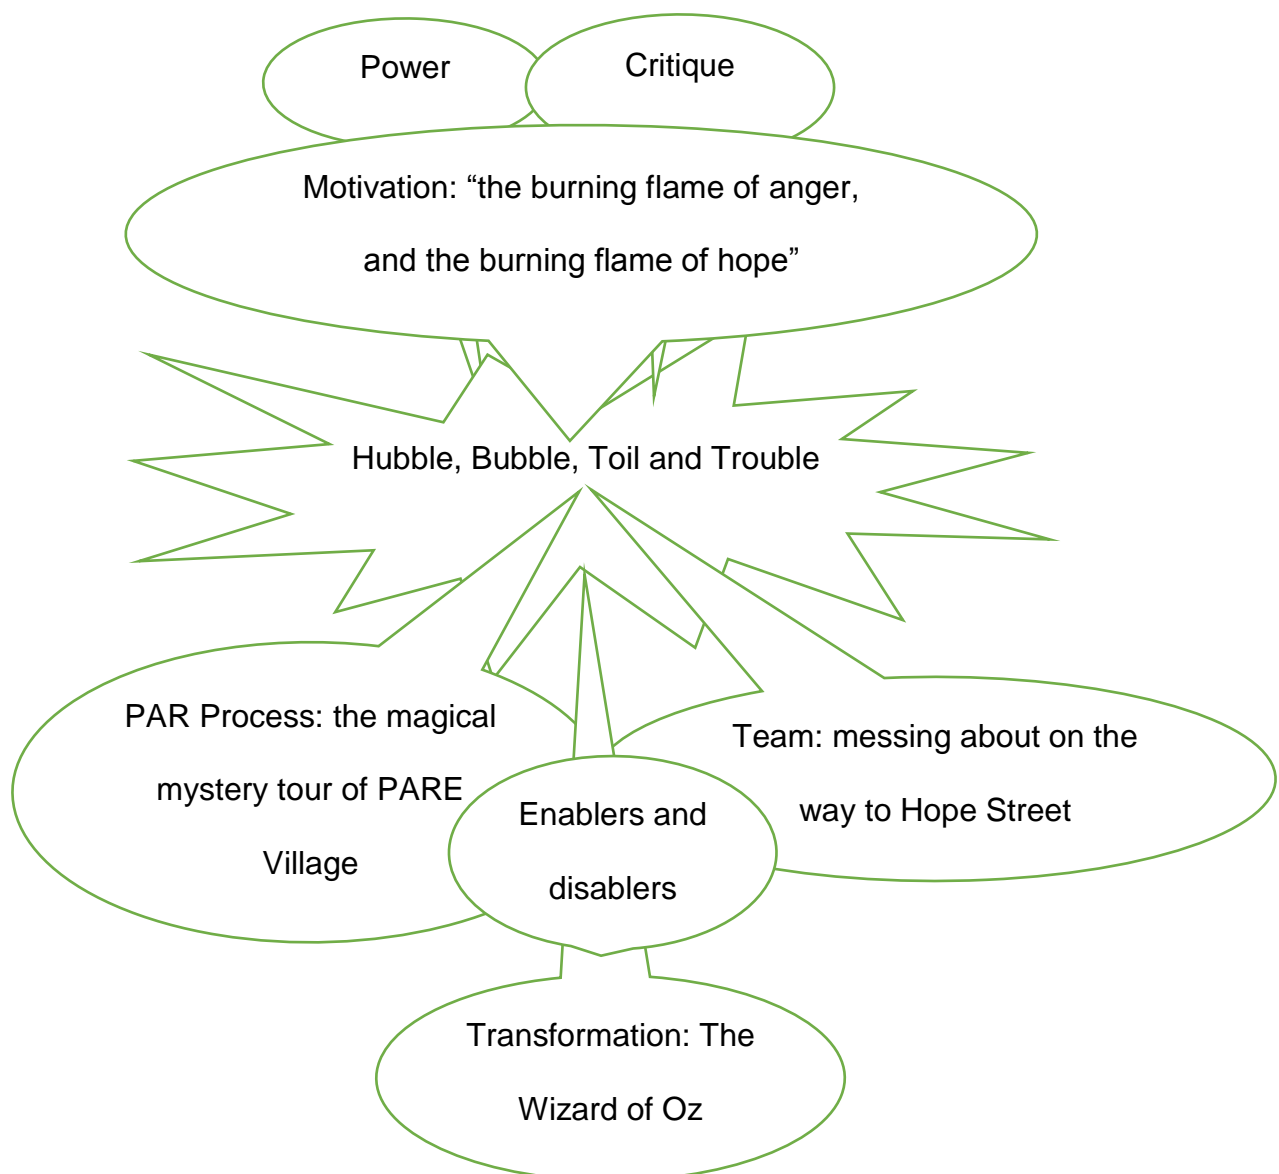 Power
Critique
Motivation: “the burning flame of anger,
and the burning flame of hope”
Hubble, Bubble, Toil and Trouble
PAR Process: the magical
mystery tour of PARE
Village
Team: messing about on the
way to Hope Street
Enablers and
disablers
Transformation: The
Wizard of Oz